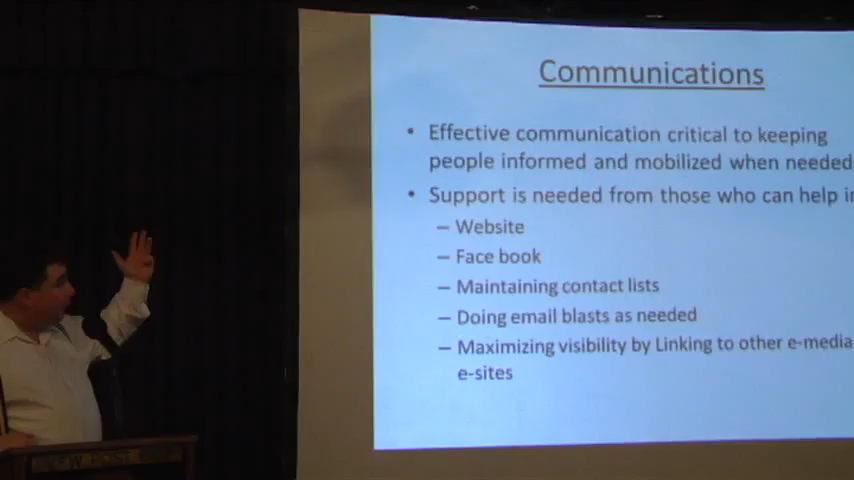 Communications
• Effective communication critical to keeping
people informed and mobilized when needed
• Support is needed from those who can help in
– Website
– Face book
– Maintaining contact lists
– Doing email blasts as needed
– Maximizing visibility by Linking to other e-media
e-sites
POST